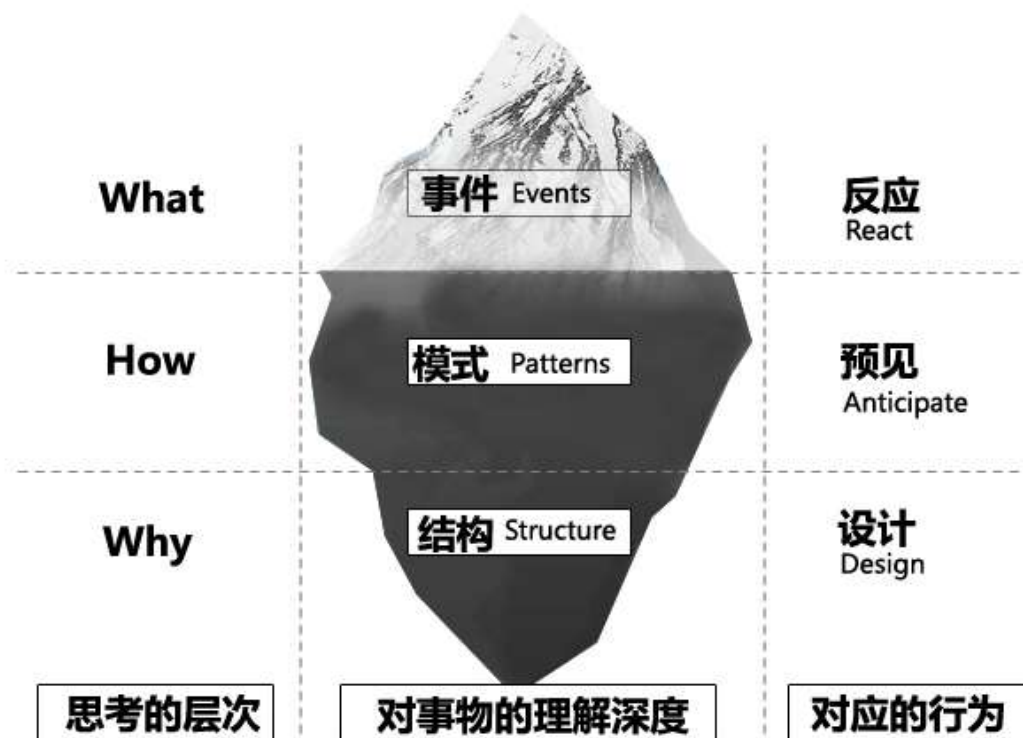 What
事件 Events
反应
React
How
模式 Patterns
预见
Anticipate
Why
结构 Structure
设计
Design
思考的层次
对事物的理解深度
对应的行为